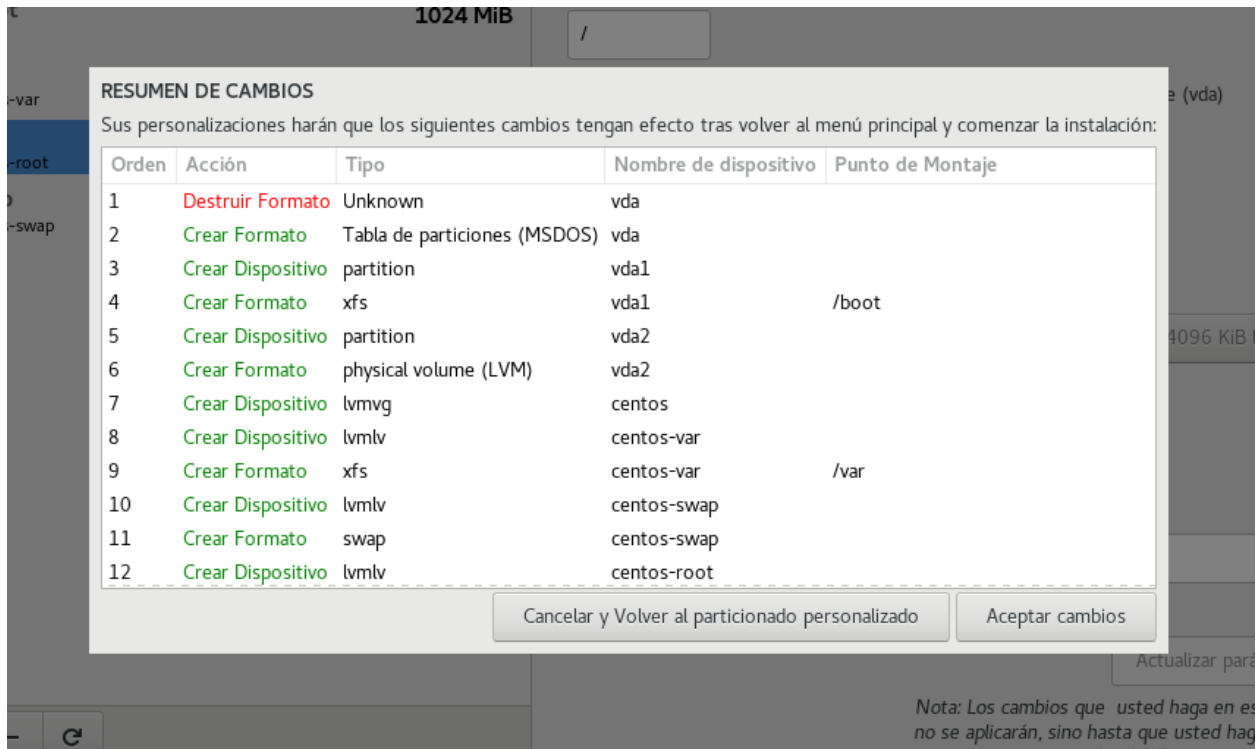 1024 MiB
/
-var
e (vda)
-root
-swap
RESUMEN DE CAMBIOS
Sus personalizaciones harán que los siguientes cambios tengan efecto tras volver al menú principal y comenzar la instalación:
Orden Acción Tipo Nombre de dispositivo Punto de Montaje
1 Destruir Formato Unknown vda
2 Crear Formato Tabla de particiones (MSDOS) vda
3 Crear Dispositivo partition vda1
4 Crear Formato xfs vda1 /boot
5 Crear Dispositivo partition vda2
6 Crear Formato physical volume (LVM) vda2
7 Crear Dispositivo lvmvg centos
8 Crear Dispositivo lvmlv centos-var
9 Crear Formato xfs centos-var /var
10 Crear Dispositivo lvmlv centos-swap
11 Crear Formato swap centos-swap
12 Crear Dispositivo lvmlv centos-root
4096 KiB
Cancelar y Volver al particionado personalizado Aceptar cambios
Actualizar pará
Nota: Los cambios que usted haga en es
no se aplicarán, sino hasta que usted hag